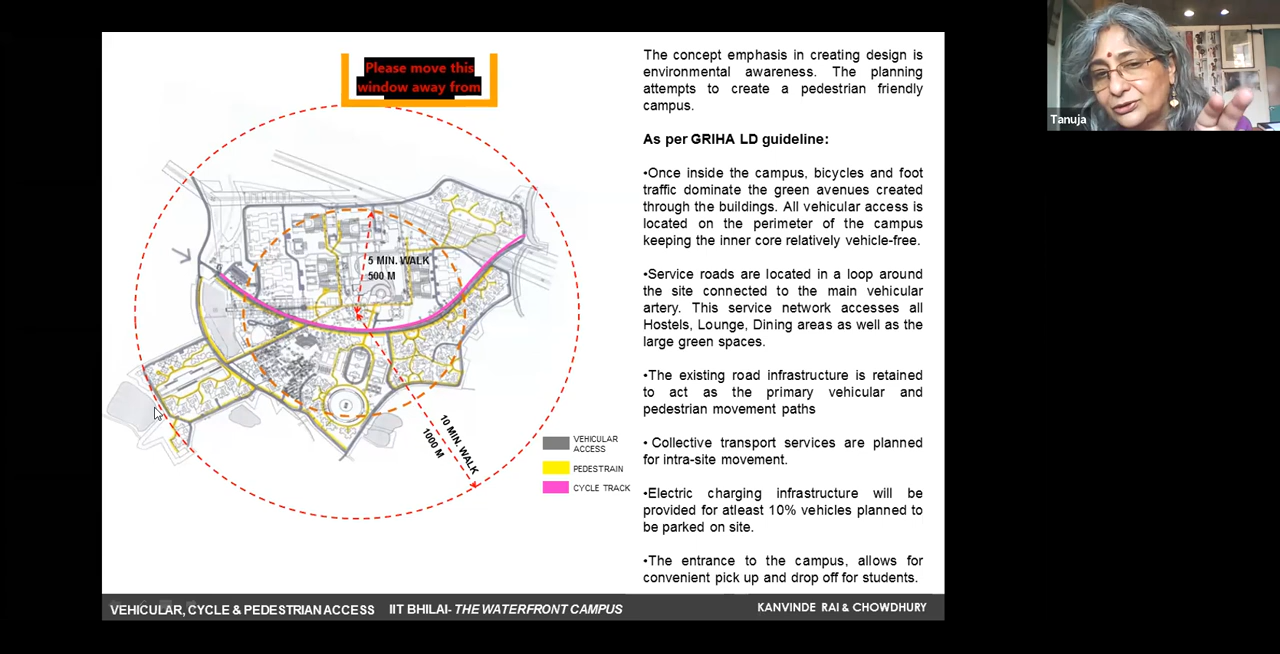 Please move this
window away from
The concept emphasis in creating design is
environmental awareness. The planning
attempts to create a pedestrian friendly
campus.
As per GRIHA LD guideline:
•Once inside the campus, bicycles and foot
traffic dominate the green avenues created
through the buildings. All vehicular access is
located on the perimeter of the campus
keeping the inner core relatively vehicle-free.
•Service roads are located in a loop around
the site connected to the main vehicular
artery. This service network accesses all
Hostels, Lounge, Dining areas as well as the
large green spaces.
•The existing road infrastructure is retained
to act as the primary vehicular and
pedestrian movement paths
• Collective transport services are planned
for intra-site movement.
•Electric charging infrastructure will be
provided for atleast 10% vehicles planned to
be parked on site.
•The entrance to the campus, allows for
convenient pick up and drop off for students.
5 MIN. WALK
500 M
10 MIN. WALK
1000 M
VEHICULAR
ACCESS
PEDESTRAIN
CYCLE TRACK
VEHICULAR, CYCLE & PEDESTRIAN ACCESS IIT BHILAI- THE WATERFRONT CAMPUS
KANVINDE RAI & CHOWDHURY
Tanuja